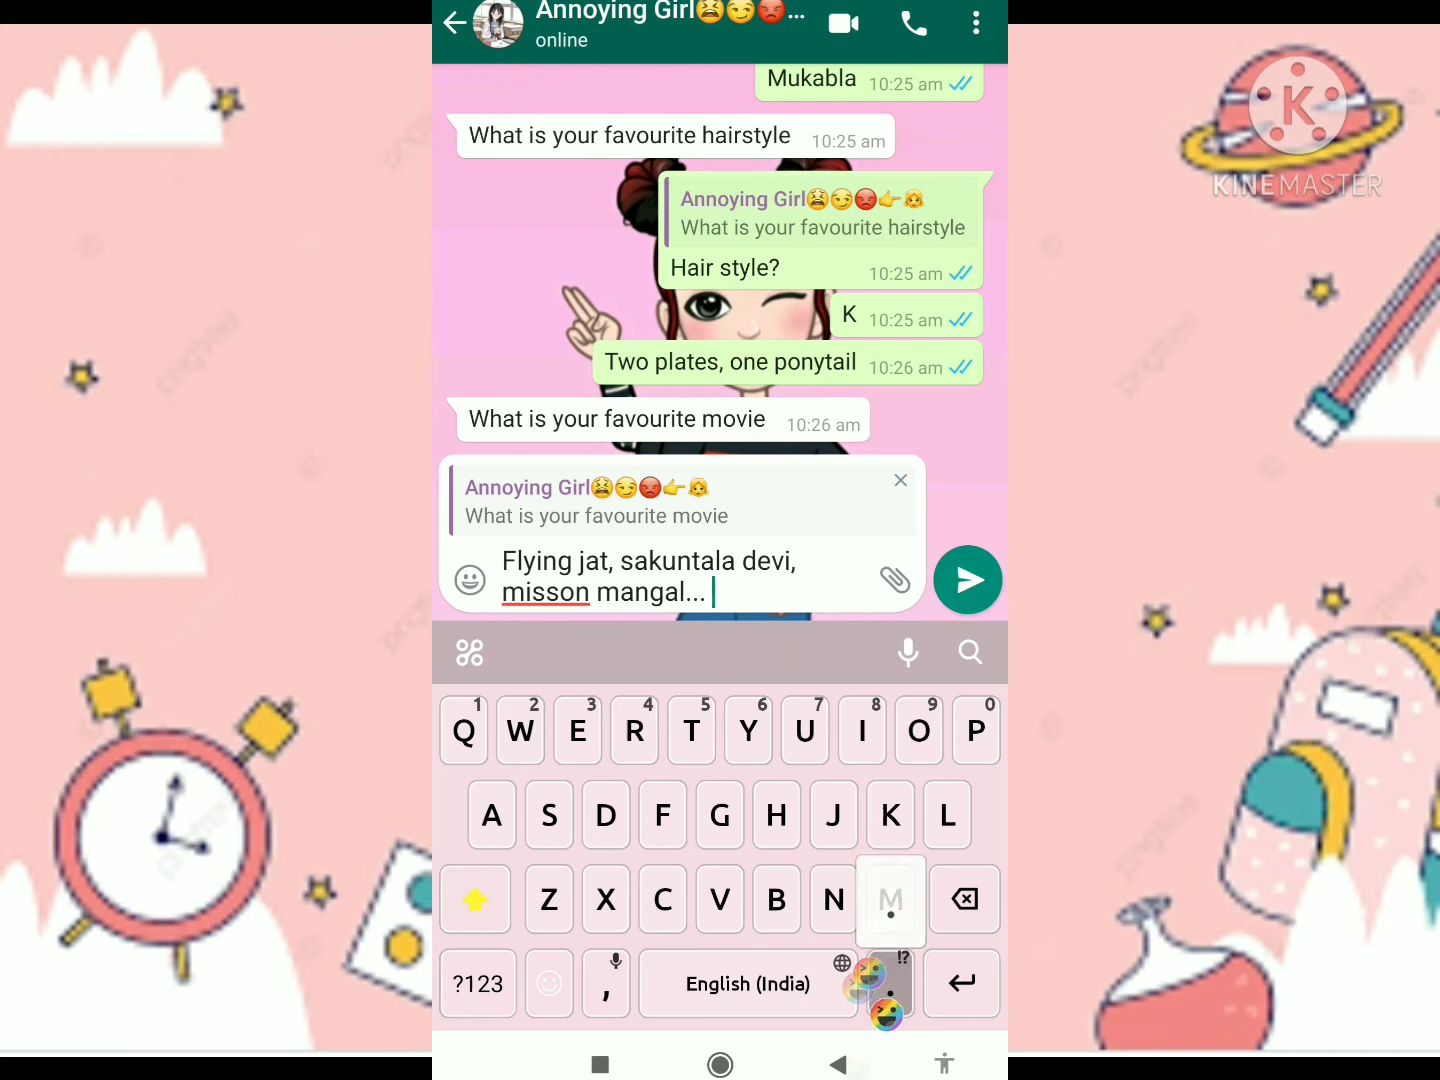 Annoying Girl😫😏😡...
online
Mukabla 10:25 am
What is your favourite hairstyle 10:25 am
Annoying Girl😫😏😡👉👧
What is your favourite hairstyle
Hair style? 10:25 am
K 10:25 am
Two plates, one ponytail 10:26 am
What is your favourite movie 10:26 am
Annoying Girl😫😏😡👉👧
What is your favourite movie
Flying jat, sakuntala devi,
misson mangal...
K
KINEMASTER
1 2 3 4 5 6 7 8 9 0
Q W E R T Y U I O P
A S D F G H J K L
Z X C V B N M
!?
?123 , English (India) .